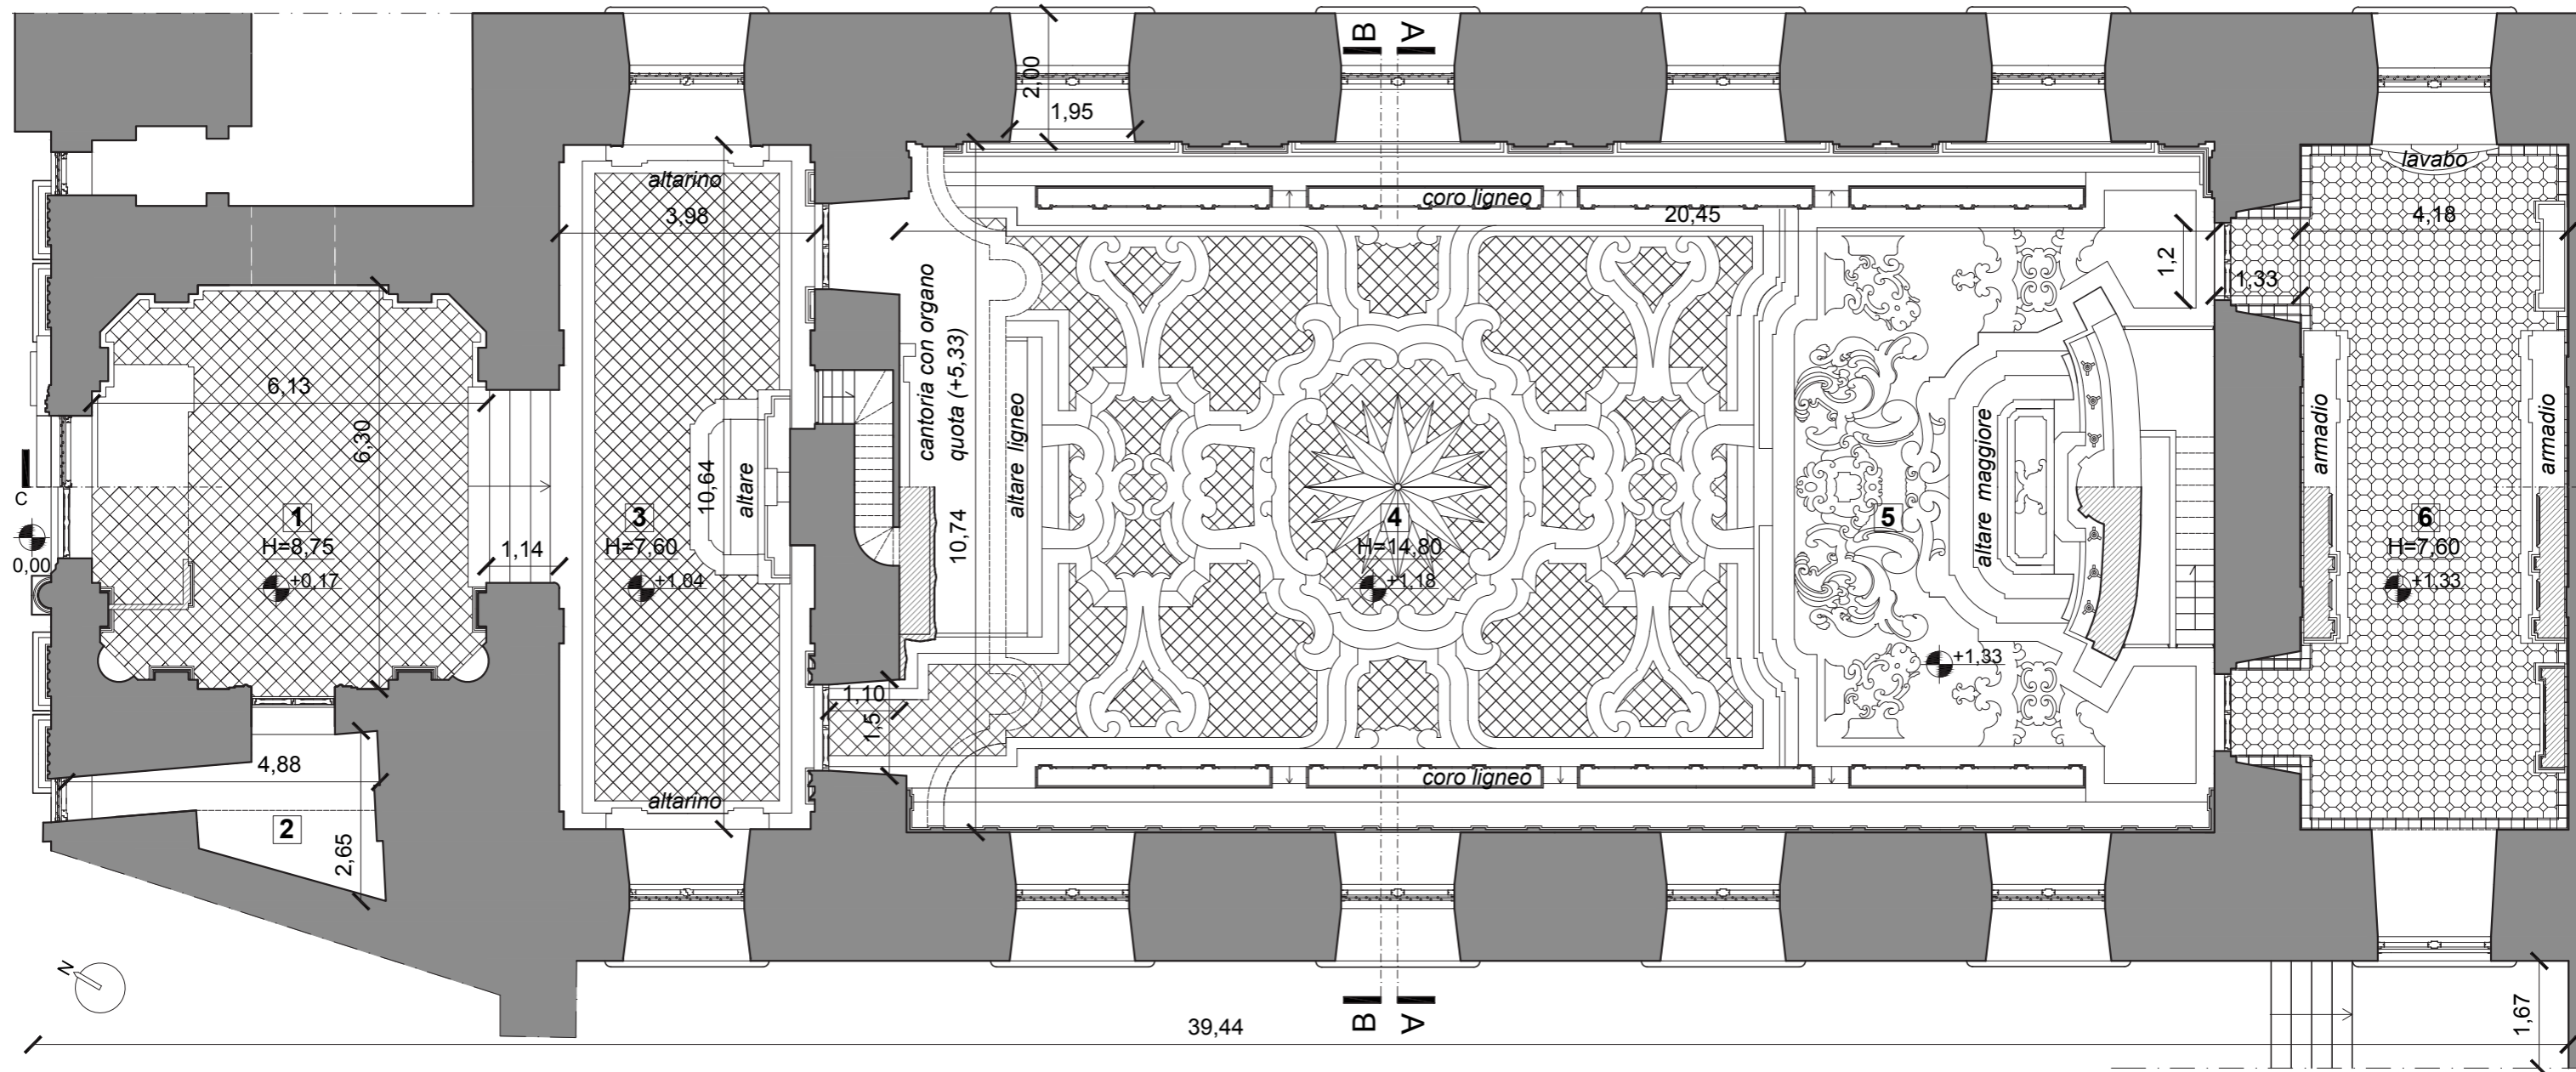 B
A
2,00
1,95
altarino
3,98
coro ligneo
20,45
1,2
1,33
lavabo
4,18
6,13
6,30
cantoria con organo
quota (+5,33)
altare ligneo
altare maggiore
armadio
armadio
C
0,00
1
H=8,75
+0,17
1,14
3
H=7,60
+1,04
10,64
altare
10,74
4
H=14,80
+1,18
5
+1,33
6
H=7,60
+1,33
1,10
1,5
4,88
2
2,65
altarino
coro ligneo
N
B
A
39,44
1,67